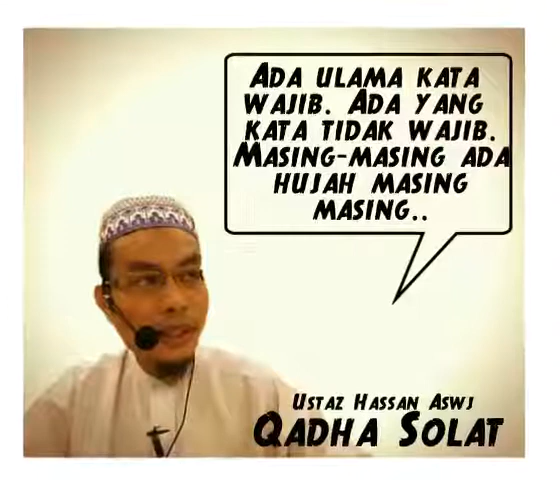 ADA ULAMA KATA
WAJIB. ADA YANG
KATA TIDAK WAJIB.
MASING-MASING ADA
HUJAH MASING
MASING..
USTAZ HASSAN ASWJ
QADHA SOLAT